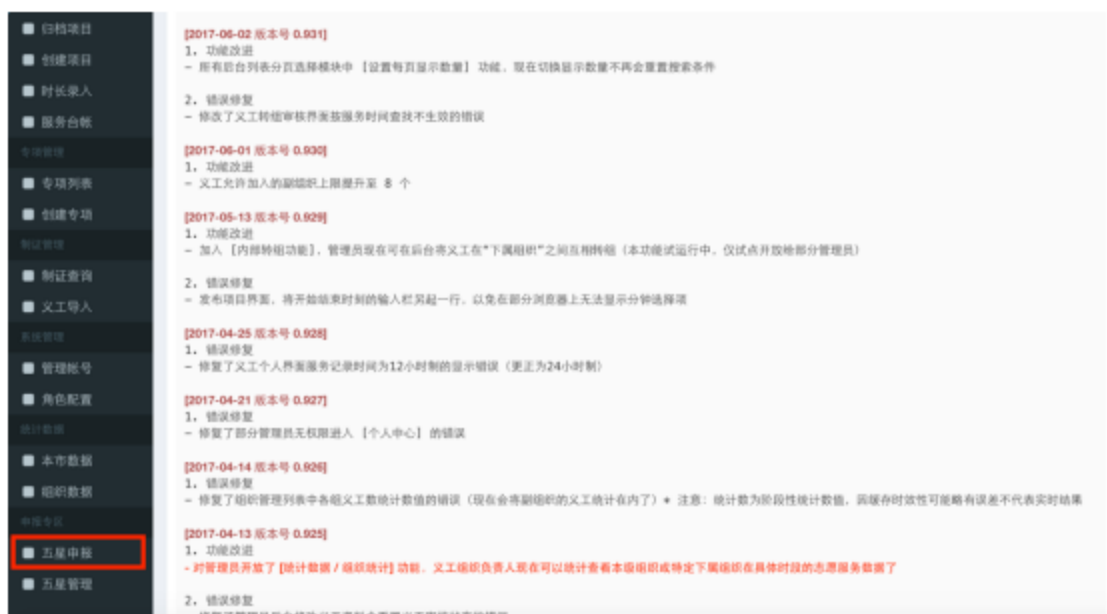 归档项目
创建项目
时长录入
服务台帐
专项管理
专项列表
创建专项
制证管理
制证查询
义工导入
系统管理
管理帐号
角色配置
统计数据
本市数据
组织数据
申报专区
五星申报
五星管理
[2017-06-02 版本号 0.931]
1. 功能改进
- 所有后台列表分页选择模块中 【设置每页显示数量】 功能，现在切换显示数量不再会重置搜索条件
2. 错误修复
- 修改了义工转组审核界面按服务时间查找不生效的错误
[2017-06-01 版本号 0.930]
1. 功能改进
- 义工允许加入的副组织上限提升至 8 个
[2017-05-13 版本号 0.929]
1. 功能改进
- 加入 【内部转组功能】，管理员现在可在后台将义工在"下属组织"之间互相转组（本功能试运行中，仅试点开放给部分管理员）
2. 错误修复
- 发布项目界面，将开始结束时刻的输入栏另起一行，以免在部分浏览器上无法显示分钟选择项
[2017-04-25 版本号 0.928]
1. 错误修复
- 修复了义工个人界面服务记录时间为12小时制的显示错误（更正为24小时制）
[2017-04-21 版本号 0.927]
1. 错误修复
- 修复了部分管理员无权限进入 【个人中心】 的错误
[2017-04-14 版本号 0.926]
1. 错误修复
- 修复了组织管理列表中各组义工数统计数值的错误（现在会将副组织的义工统计在内了）* 注意：统计数为阶段性统计数值，因缓存时效性可能略有误差不代表实时结果
[2017-04-13 版本号 0.925]
1. 功能改进
- 对管理员开放了 [统计数据 / 组织统计] 功能，义工组织负责人现在可以统计查看本级组织或特定下属组织在具体时段的志愿服务数据了
2. 错误修复